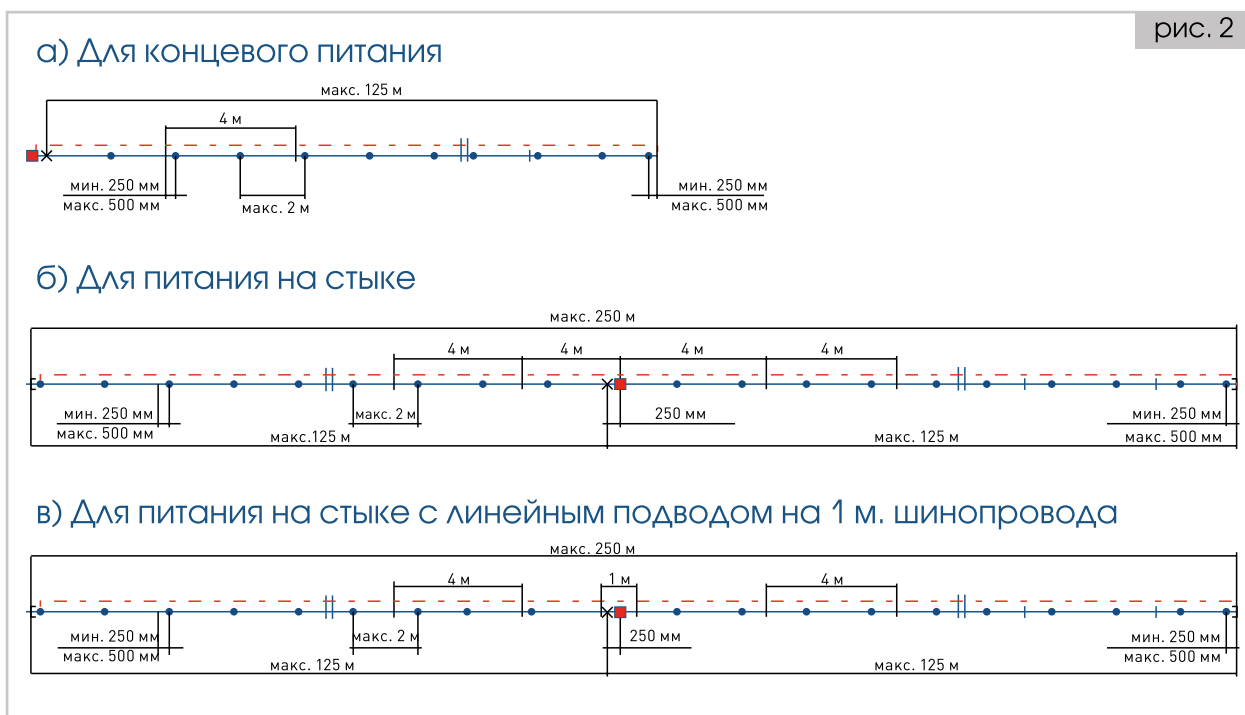 рис. 2
а) Для концевого питания
макс. 125 м
4 м
мин. 250 мм
макс. 500 мм
макс. 2 м
мин. 250 мм
макс. 500 мм
б) Для питания на стыке
макс. 250 м
4 м
4 м
4 м
4 м
мин. 250 мм
макс. 500 мм
макс. 2 м
250 мм
мин. 250 мм
макс. 500 мм
макс.125 м
макс. 125 м
в) Для питания на стыке с линейным подводом на 1 м. шинопровода
макс. 250 м
4 м
1 м
4 м
мин. 250 мм
макс. 500 мм
макс. 2 м
250 мм
мин. 250 мм
макс. 500 мм
макс. 125 м
макс. 125 м